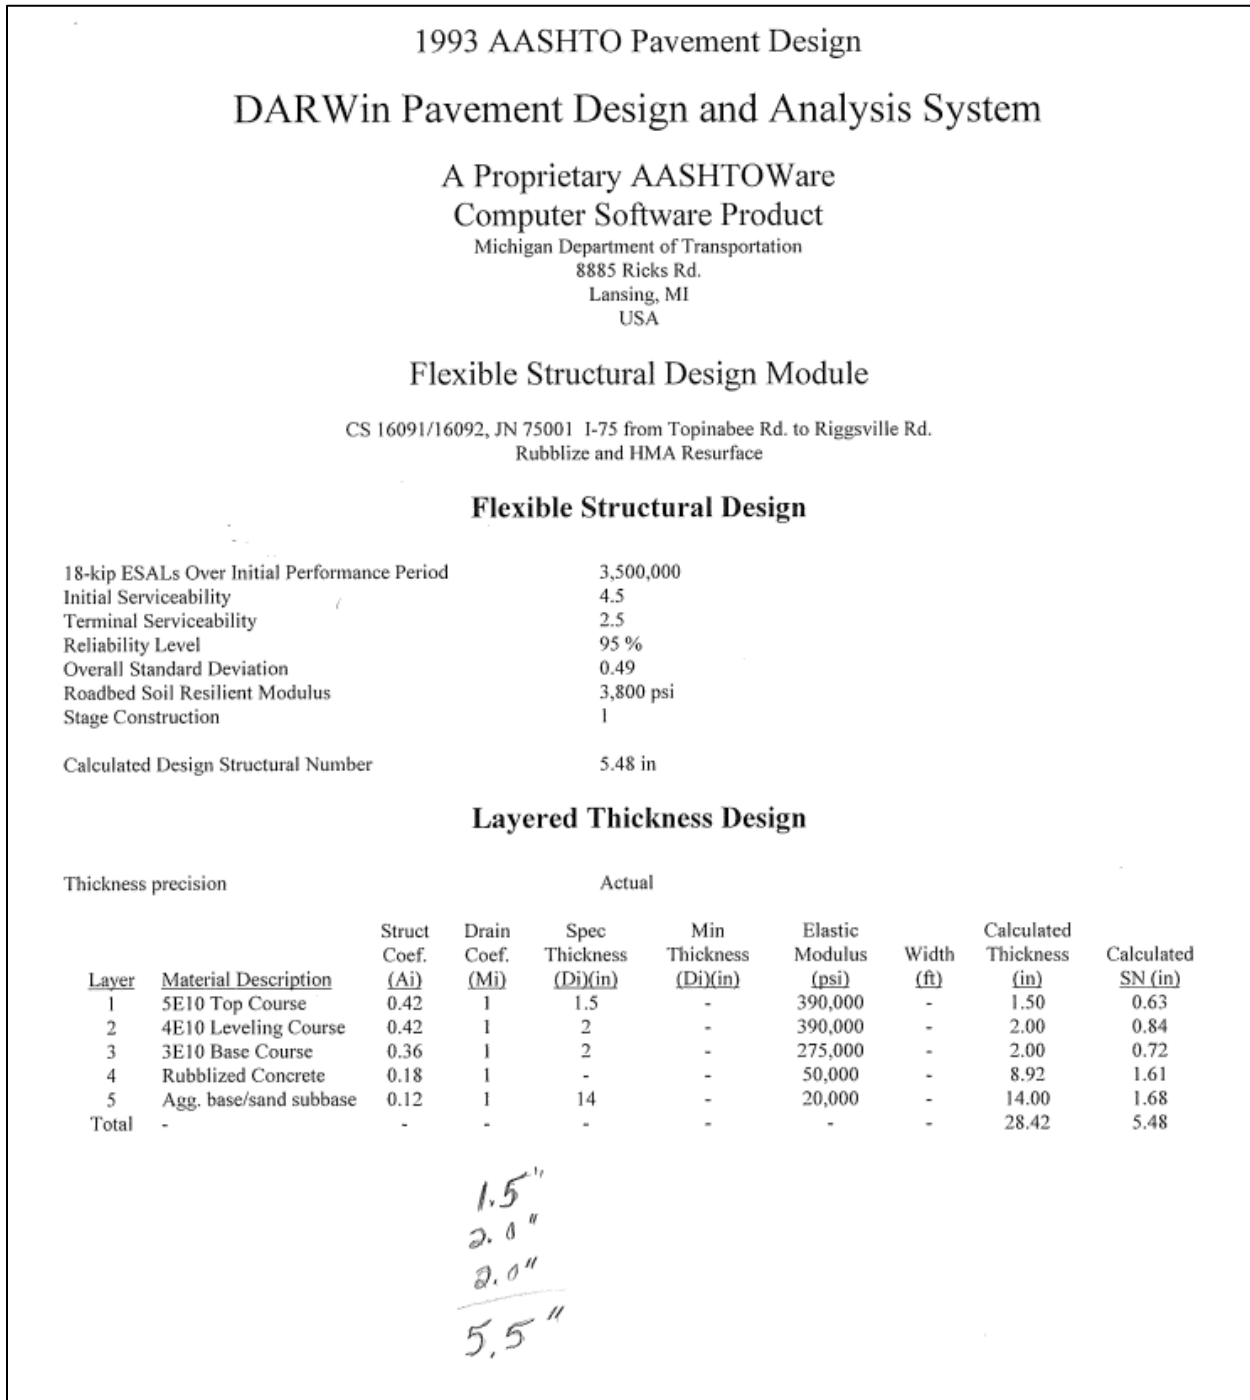 1993 AASHTO Pavement Design
DARWin Pavement Design and Analysis System
A Proprietary AASHTOWare
Computer Software Product
Michigan Department of Transportation
8885 Ricks Rd.
Lansing, MI
USA
Flexible Structural Design Module
CS 16091/16092, JN 75001 I-75 from Topinabee Rd. to Riggsville Rd.
Rubblize and HMA Resurface
Flexible Structural Design
18-kip ESALs Over Initial Performance Period 3,500,000
Initial Serviceability 4.5
Terminal Serviceability 2.5
Reliability Level 95 %
Overall Standard Deviation 0.49
Roadbed Soil Resilient Modulus 3,800 psi
Stage Construction 1
Calculated Design Structural Number 5.48 in
Layered Thickness Design
Thickness precision Actual
Struct Drain Spec Min Elastic Calculated
Coef. Coef. Thickness Thickness Modulus Width Thickness Calculated
Layer Material Description (Ai) (Mi) (Di)(in) (Di)(in) (psi) (ft) (in) SN (in)
1 5E10 Top Course 0.42 1 1.5 - 390,000 - 1.50 0.63
2 4E10 Leveling Course 0.42 1 2 - 390,000 - 2.00 0.84
3 3E10 Base Course 0.36 1 2 - 275,000 - 2.00 0.72
4 Rubblized Concrete 0.18 1 - - 50,000 - 8.92 1.61
5 Agg. base/sand subbase 0.12 1 14 - 20,000 - 14.00 1.68
Total - - - - - - - 28.42 5.48
1.5"
2.0"
2.0"
5.5"